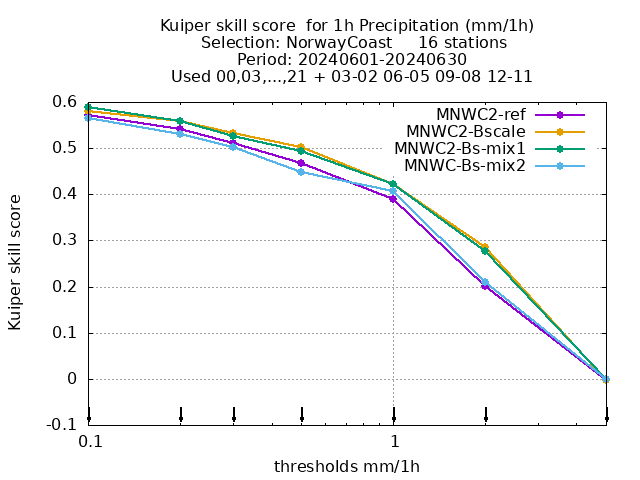 Kuiper skill score  for 1h Precipitation (mm/1h)
Selection: NorwayCoast     16 stations
Period: 20240601-20240630
Used 00,03,...,21 + 03-02 06-05 09-08 12-11
MNWC2-ref
MNWC2-Bscale
MNWC2-Bs-mix1
MNWC-Bs-mix2
Kuiper skill score
0.6
0.5
0.4
0.3
0.2
0.1
0
-0.1
0.1 1
thresholds mm/1h